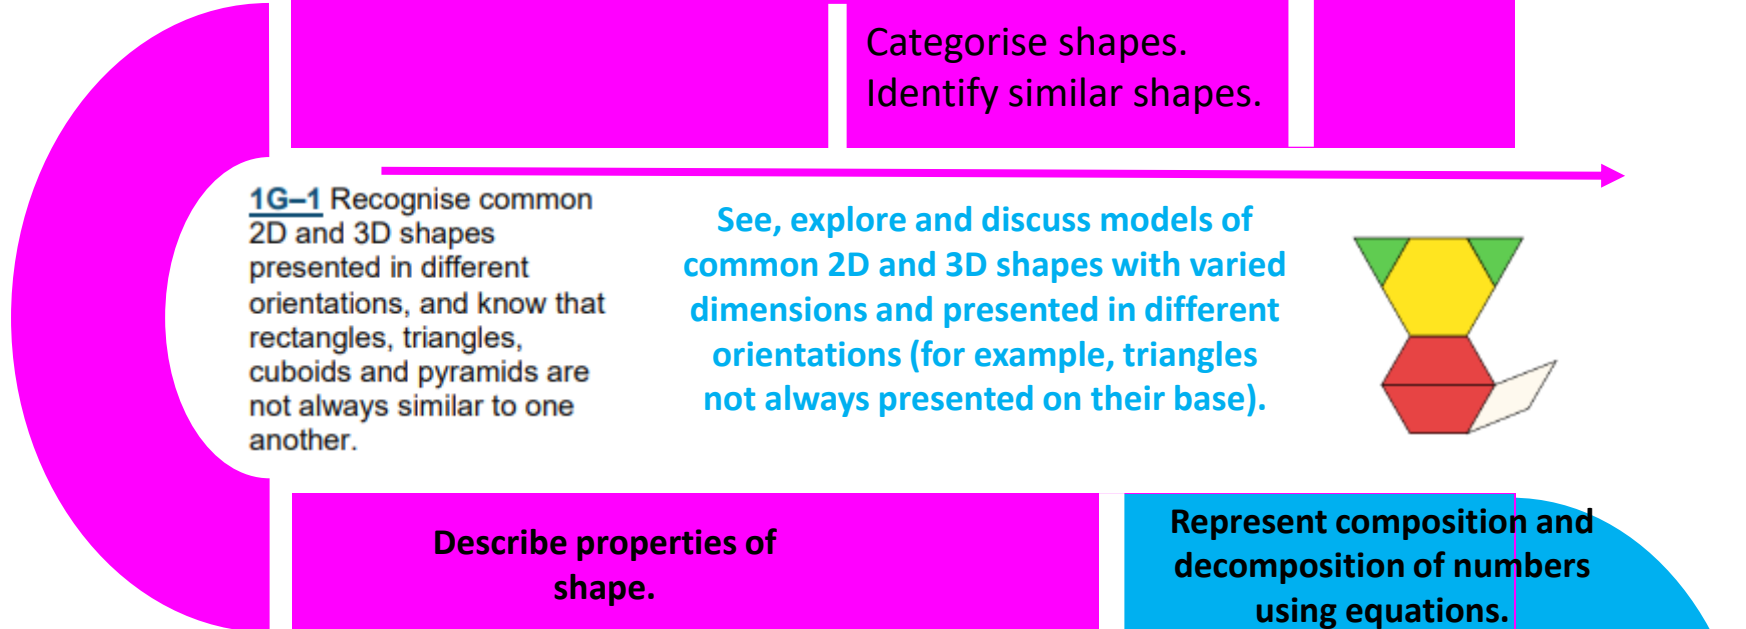 Categorise shapes.
Identify similar shapes.
1G–1 Recognise common
2D and 3D shapes
presented in different
orientations, and know that
rectangles, triangles,
cuboids and pyramids are
not always similar to one
another.
See, explore and discuss models of
common 2D and 3D shapes with varied
dimensions and presented in different
orientations (for example, triangles
not always presented on their base).
Describe properties of
shape.
Represent composition and
decomposition of numbers
using equations.